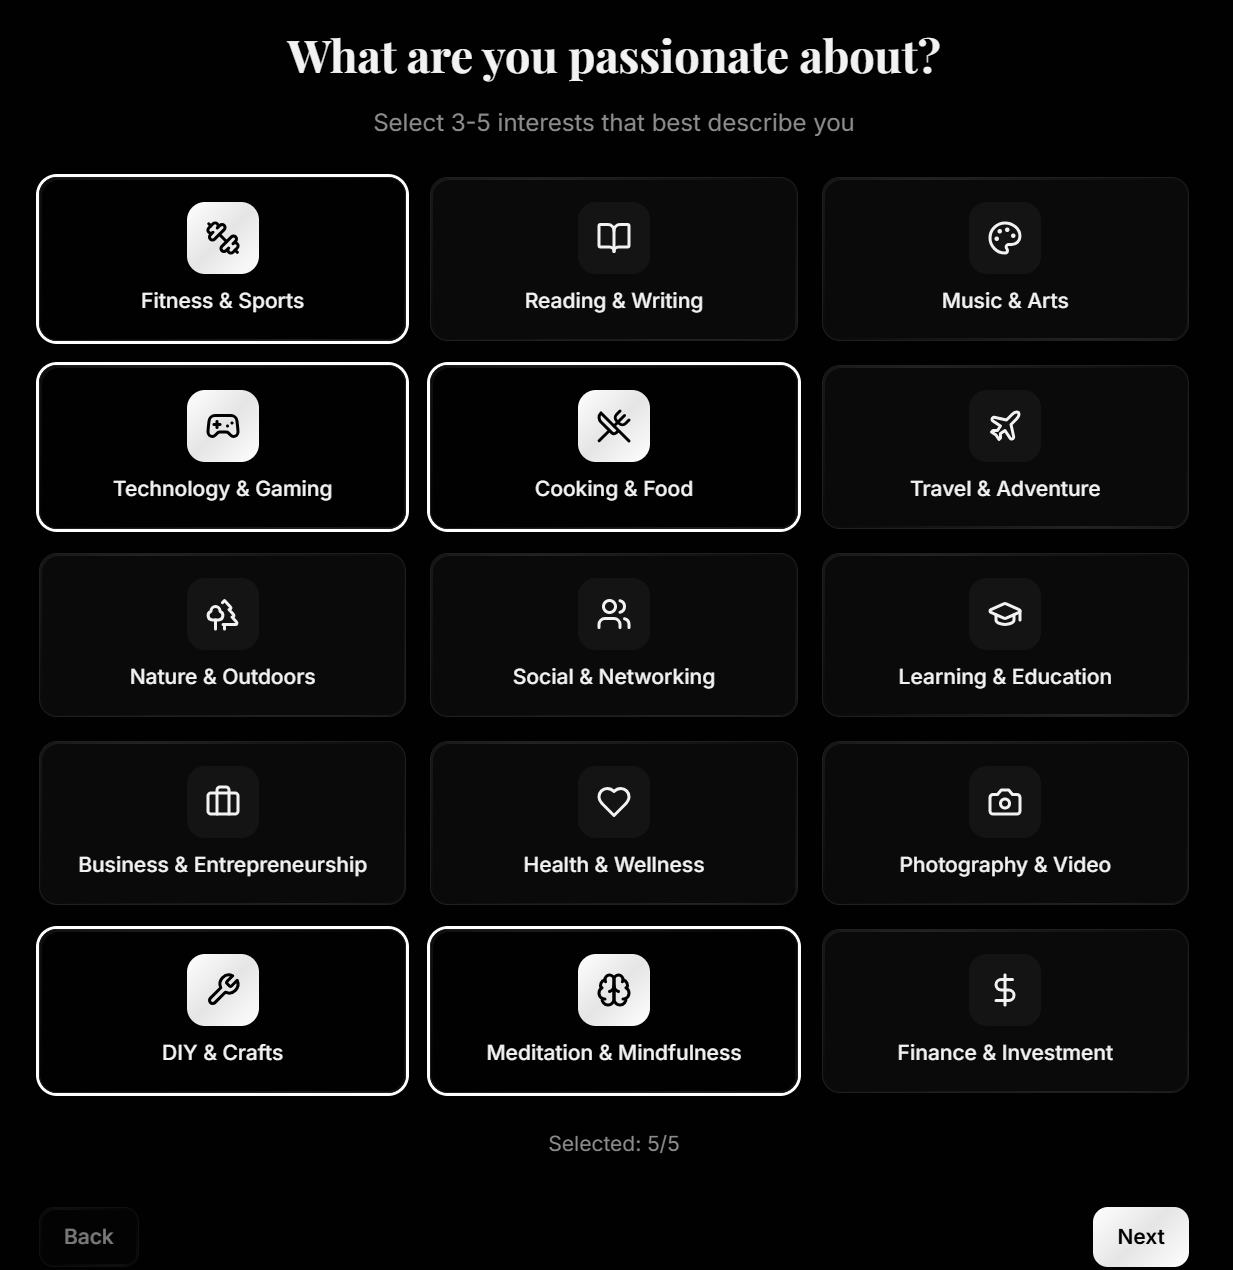 What are you passionate about?
Select 3-5 interests that best describe you
Fitness & Sports
Reading & Writing
Music & Arts
Technology & Gaming
Cooking & Food
Travel & Adventure
Nature & Outdoors
Social & Networking
Learning & Education
Business & Entrepreneurship
Health & Wellness
Photography & Video
DIY & Crafts
Meditation & Mindfulness
Finance & Investment
Selected: 5/5
Back
Next